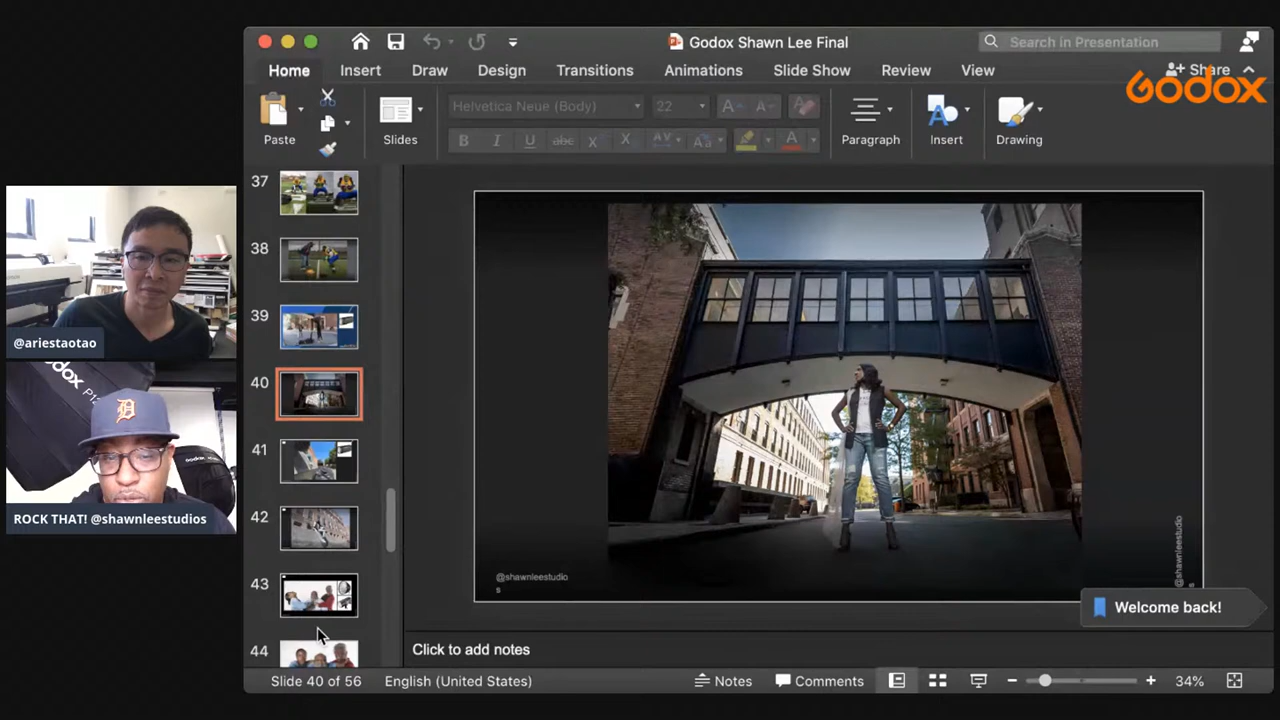 Godox Shawn Lee Final
Search in Presentation
Home Insert Draw Design Transitions Animations Slide Show Review View Share
Godox
Helvetica Neue (Body) 22
Paste Slides Paragraph Insert Drawing
37
38
39
40
41
42
43
44
@ariestaotao
ROCK THAT! @shawnleestudios
@shawnleestudio
s
@shawnleestudio
s
Welcome back!
Click to add notes
Slide 40 of 56 English (United States) Notes Comments 34%